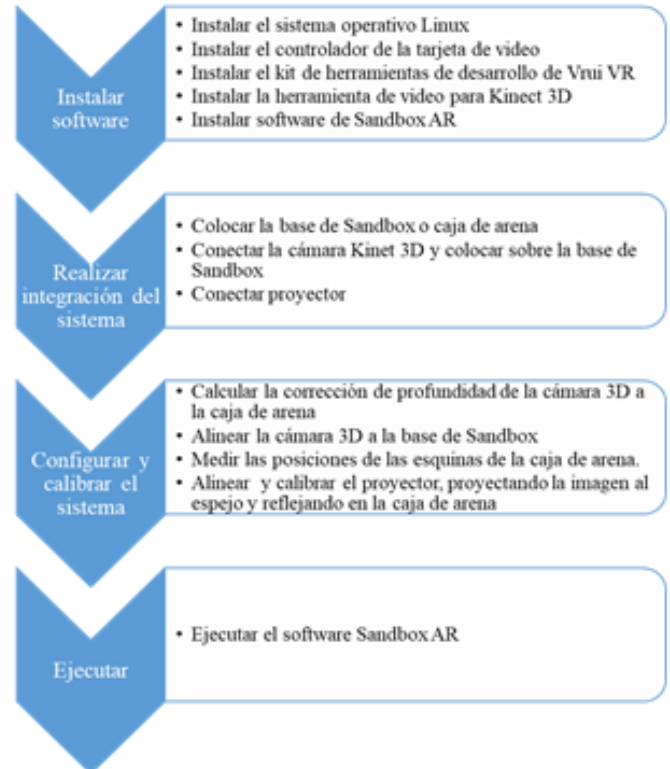 Instalar
software
• Instalar el sistema operativo Linux
• Instalar el controlador de la tarjeta de video
• Instalar el kit de herramientas de desarrollo de Vrui VR
• Instalar la herramienta de video para Kinect 3D
• Instalar software de Sandbox AR
Realizar
integración del
sistema
• Colocar la base de Sandbox o caja de arena
• Conectar la cámara Kinet 3D y colocar sobre la base de
Sandbox
• Conectar proyector
Configurar y
calibrar el
sistema
• Calcular la corrección de profundidad de la cámara 3D a
la caja de arena
• Alinear la cámara 3D a la base de Sandbox
• Medir las posiciones de las esquinas de la caja de arena.
• Alinear y calibrar el proyector, proyectando la imagen al
espejo y reflejando en la caja de arena
Ejecutar
• Ejecutar el software Sandbox AR